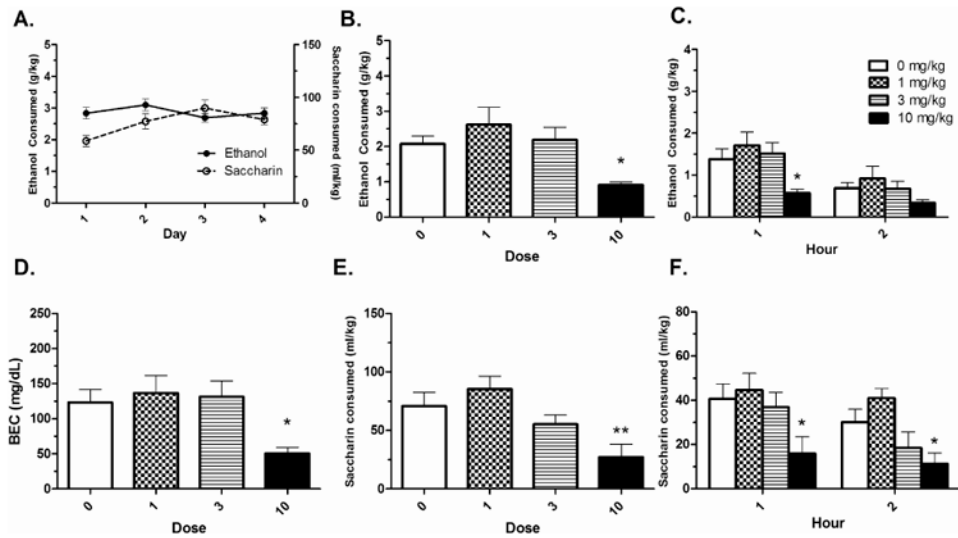 A.
Ethanol Consumed (g/kg)
5
4
3
2
1
0
Saccharin consumed (ml/kg)
150
100
50
0
Ethanol
Saccharin
1 2 3 4
Day
B.
Ethanol Consumed (g/kg)
5
4
3
2
1
0
*
0 1 3 10
Dose
C.
Ethanol Consumed (g/kg)
4
3
2
1
0
0 mg/kg
1 mg/kg
3 mg/kg
10 mg/kg
*
1 2
Hour
D.
BEC (mg/dL)
250
200
150
100
50
0
*
0 1 3 10
Dose
E.
Saccharin consumed (ml/kg)
150
100
50
0
**
0 1 3 10
Dose
F.
Saccharin consumed (ml/kg)
80
60
40
20
0
* *
1 2
Hour